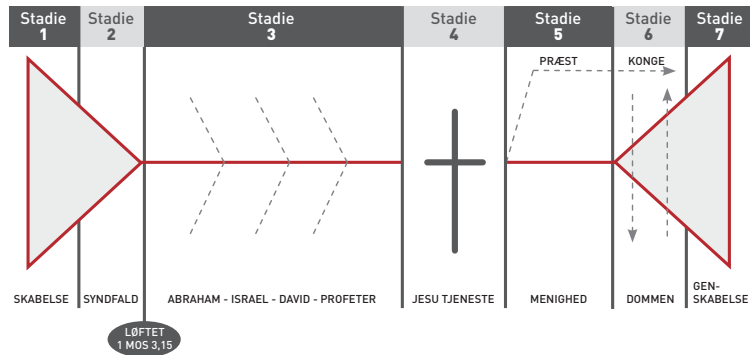 Stadie
1
Stadie
2
Stadie
3
Stadie
4
Stadie
5
Stadie
6
Stadie
7
PRÆST
KONGE
SKABELSE
SYNDFALD
ABRAHAM - ISRAEL - DAVID - PROFETER
JESU TJENESTE
MENIGHED
DOMMEN
GEN-
SKABELSE
LØFTET
1 MOS 3,15